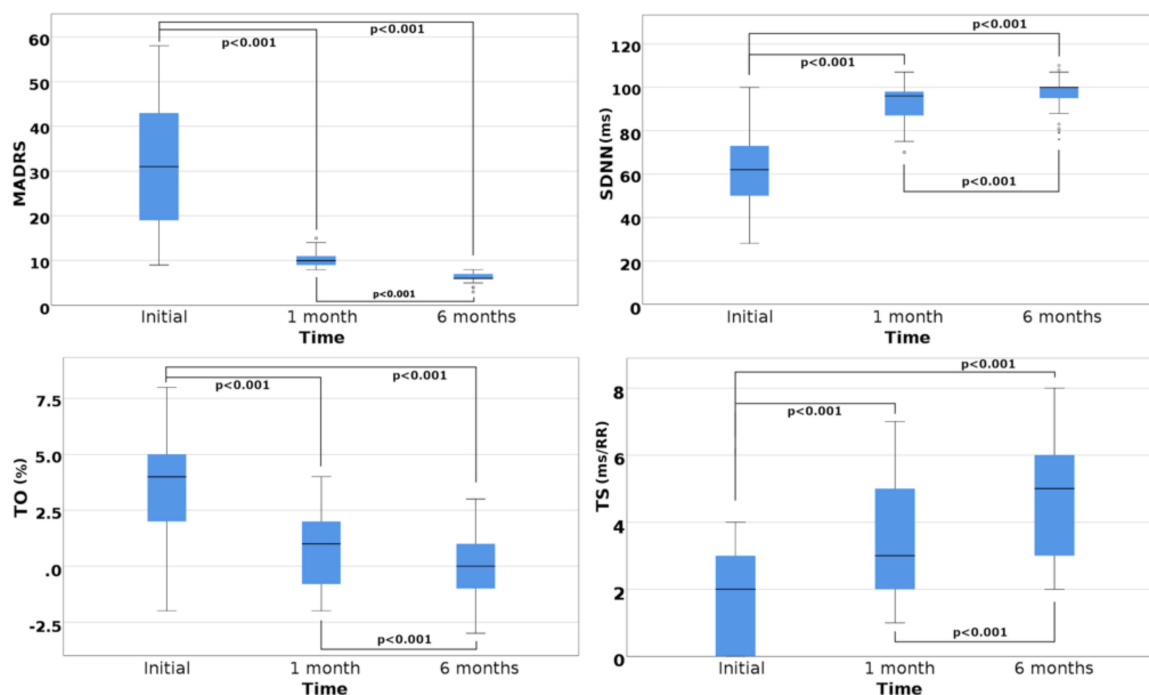 MADRS
60
50
40
30
20
10
0
p<0.001
p<0.001
p<0.001
Initial
1 month
6 months
Time
SDNN(ms)
120
100
80
60
40
20
0
p<0.001
p<0.001
p<0.001
Initial
1 month
6 months
Time
TO (%)
7.5
5.0
2.5
.0
-2.5
p<0.001
p<0.001
p<0.001
Initial
1 month
6 months
Time
TS (ms/RR)
8
6
4
2
0
p<0.001
p<0.001
p<0.001
Initial
1 month
6 months
Time